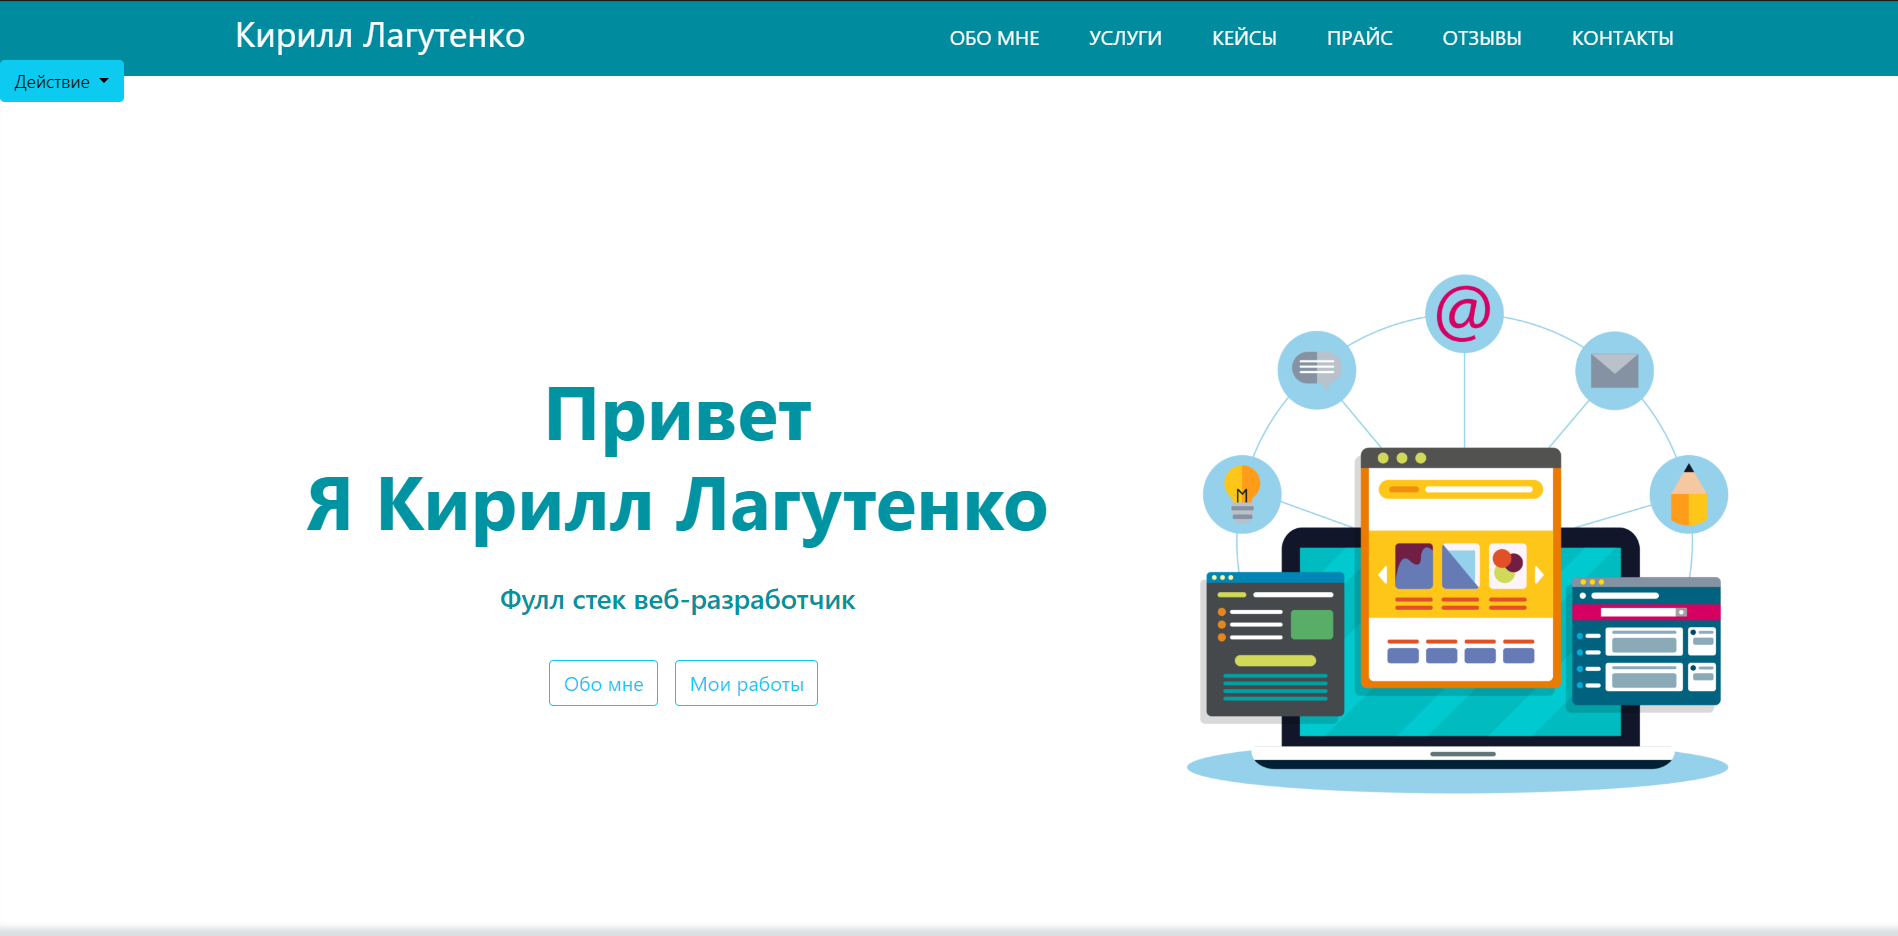 Кирилл Лагутенко
ОБО МНЕ УСЛУГИ КЕЙСЫ ПРАЙС ОТЗЫВЫ КОНТАКТЫ
Действие
@
Привет
Я Кирилл Лагутенко
Фулл стек веб-разработчик
Обо мне Мои работы